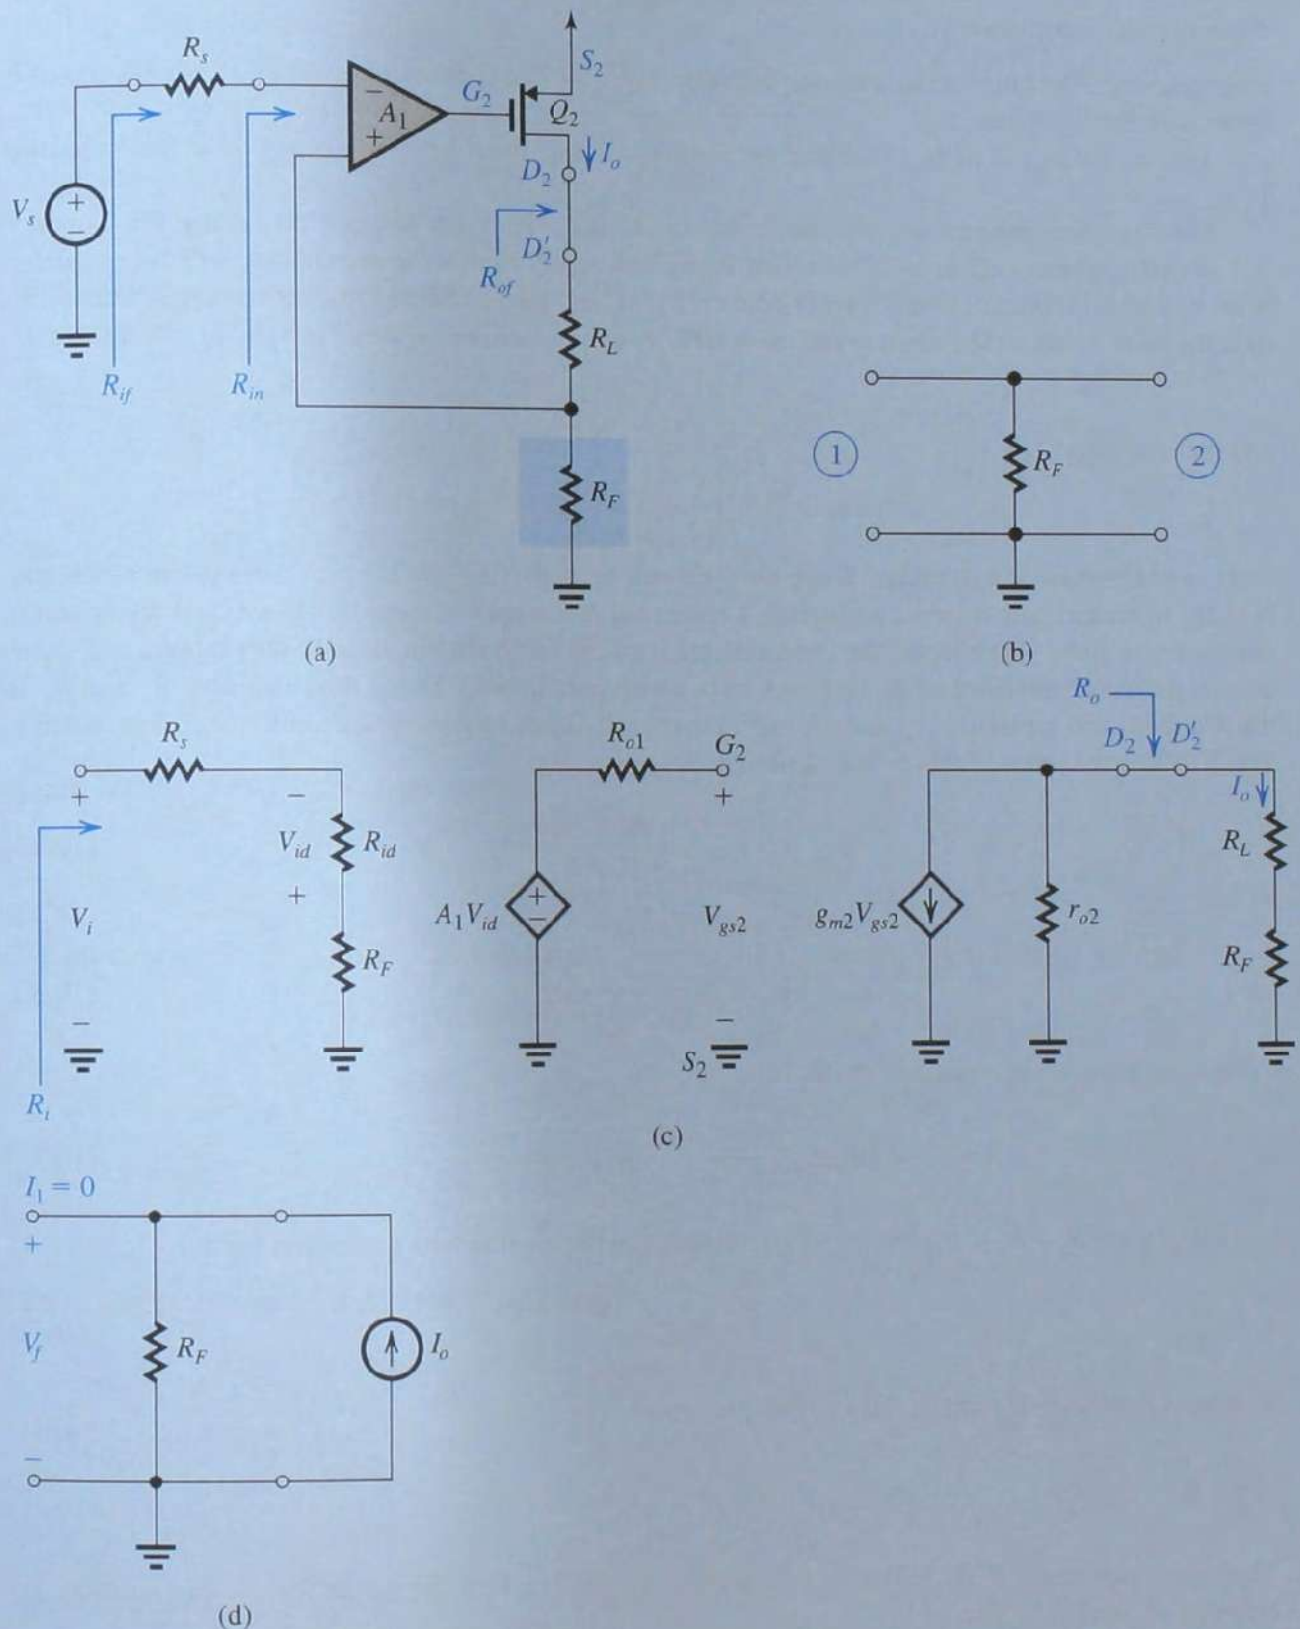 R_s
S_2
G_2
−
A_1
+
Q_2
I_o
D_2
V_s
+
−
D'_2
R_of
R_L
R_if
R_in
R_F
1
R_F
2
(a)
(b)
R_o
D_2 D'_2
R_s
R_o1
G_2
+
−
+
I_o
V_id
R_id
R_L
+
V_i
A_1V_id
+
−
V_gs2
g_m2V_gs2
r_o2
R_F
R_F
−
−
S_2
R_i
(c)
I_1 = 0
+
V_f
R_F
I_o
−
(d)